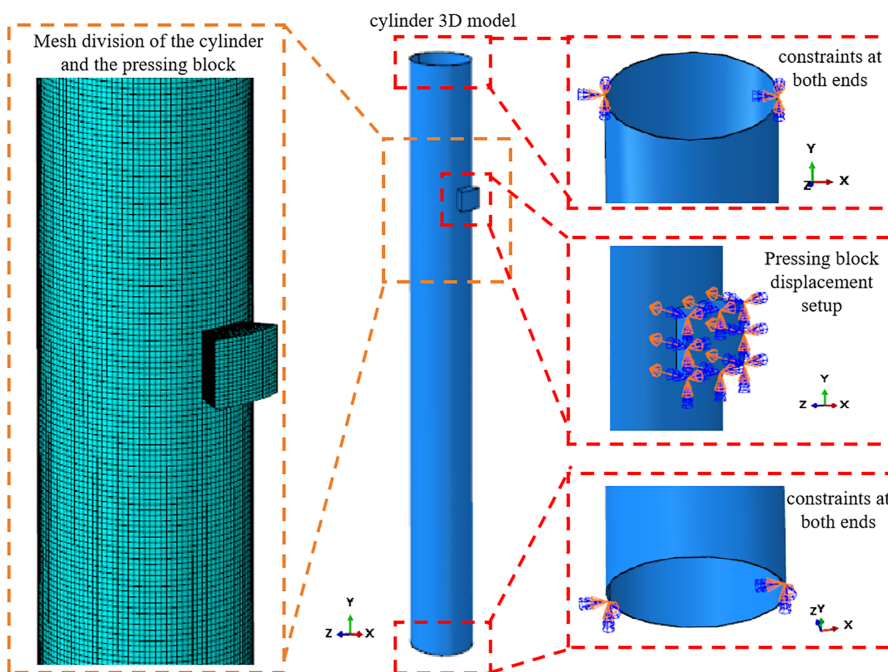 Mesh division of the cylinder
and the pressing block
cylinder 3D model
constraints at
both ends
Y
Z
X
Pressing block
displacement
setup
Y
Z
X
constraints at
both ends
Y
Z
X
Z
Y
X